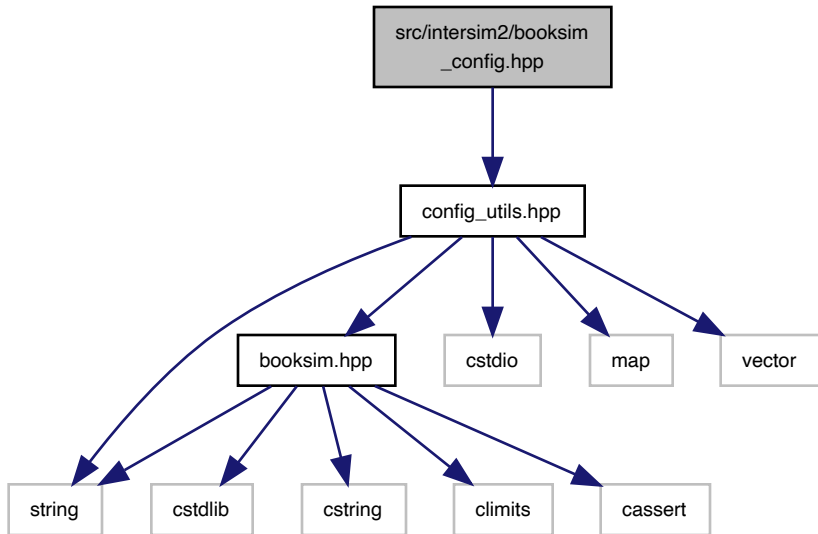 src/intersim2/booksim
_config.hpp
config_utils.hpp
booksim.hpp
cstdio
map
vector
string
cstdlib
cstring
climits
cassert